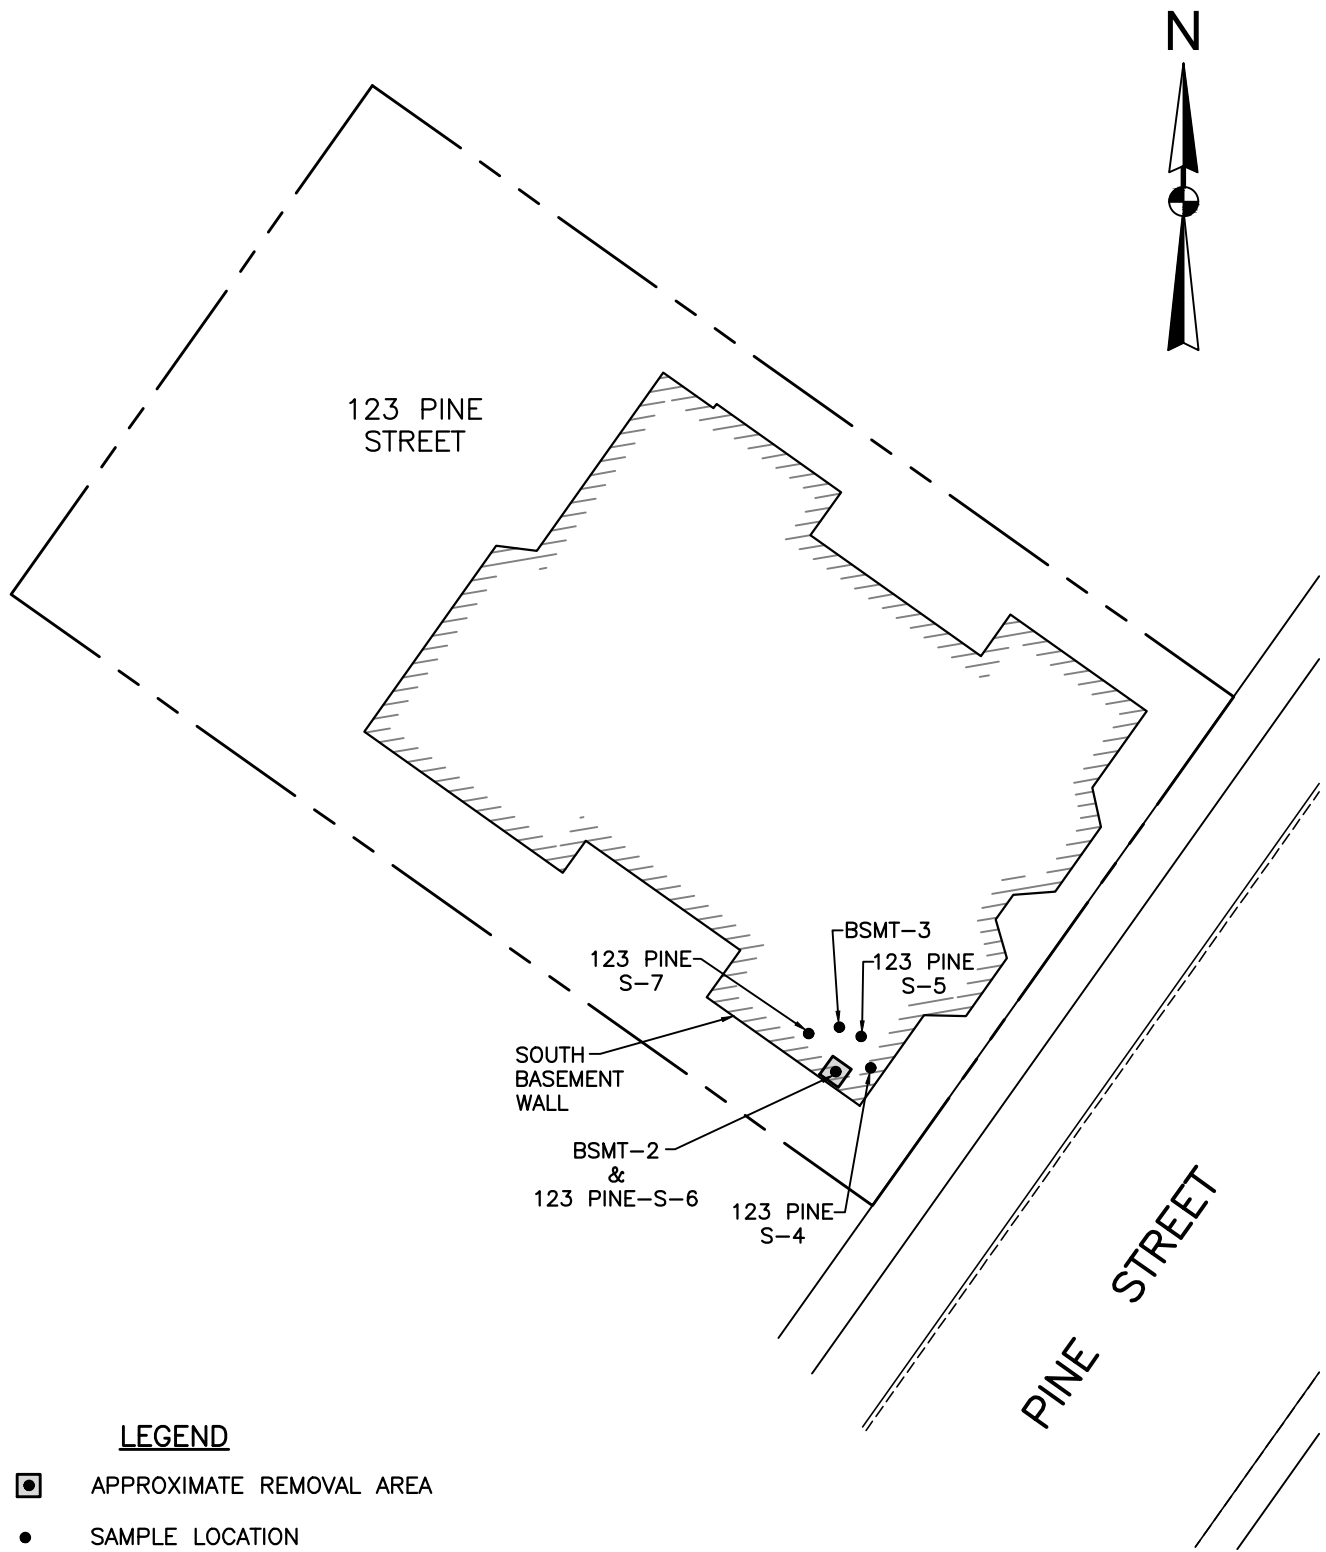 N
123 PINE
STREET
BSMT-3
123 PINE
S-7
123 PINE
S-5
SOUTH
BASEMENT
WALL
BSMT-2
&
123 PINE-S-6
123 PINE
S-4
PINE STREET
LEGEND
APPROXIMATE REMOVAL AREA
SAMPLE LOCATION